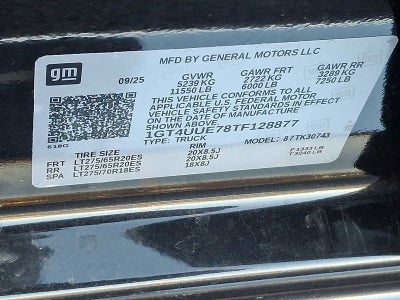 gm
MFD BY GENERAL MOTORS LLC
09/25
GVWR GAWR FRT GAWR RR
5239 KG 2722 KG 3289 KG
11550 LB 6000 LB 7250 LB
THIS VEHICLE CONFORMS TO ALL
APPLICABLE U.S. FEDERAL MOTOR
VEHICLE SAFETY STANDARDS IN EFFECT
ON THE DATE OF MANUFACTURE
SHOWN ABOVE.
1GT4UUE78TF128877
TYPE: TRUCK MODEL: 87TK30743
TIRE SIZE RIM
FRT LT275/65R20ES 20X8.5J
RR LT275/65R20ES 20X8.5J
SPA LT275/70R18ES 18X8J